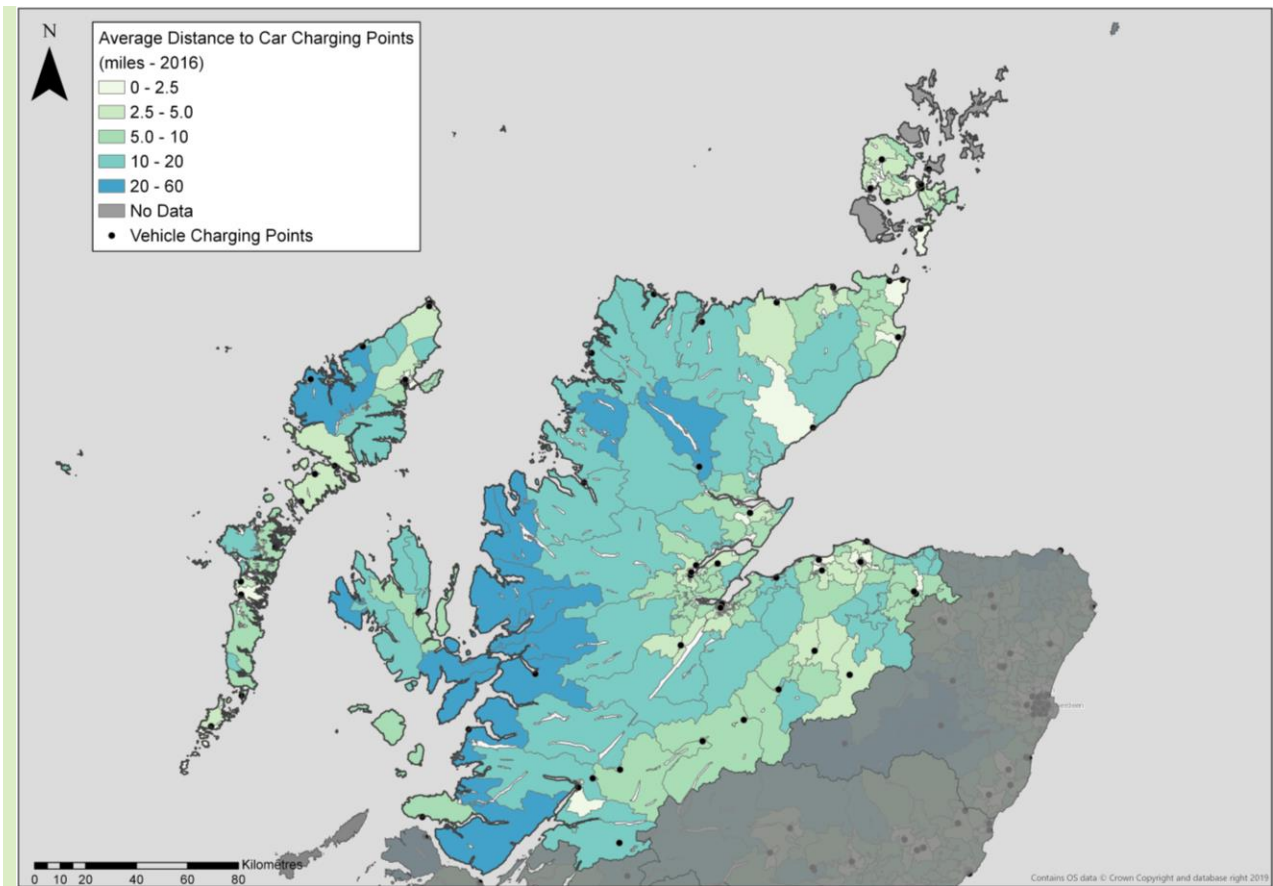 N
Average Distance to Car Charging Points
(miles - 2016)
0 - 2.5
2.5 - 5.0
5.0 - 10
10 - 20
20 - 60
No Data
Vehicle Charging Points
Kilometres
0 10 20 40 60 80
Contains OS data © Crown Copyright and database right 2019